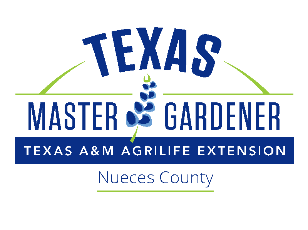 TEXAS
MASTER GARDENER
TEXAS A&M AGRILIFE EXTENSION
Nueces County